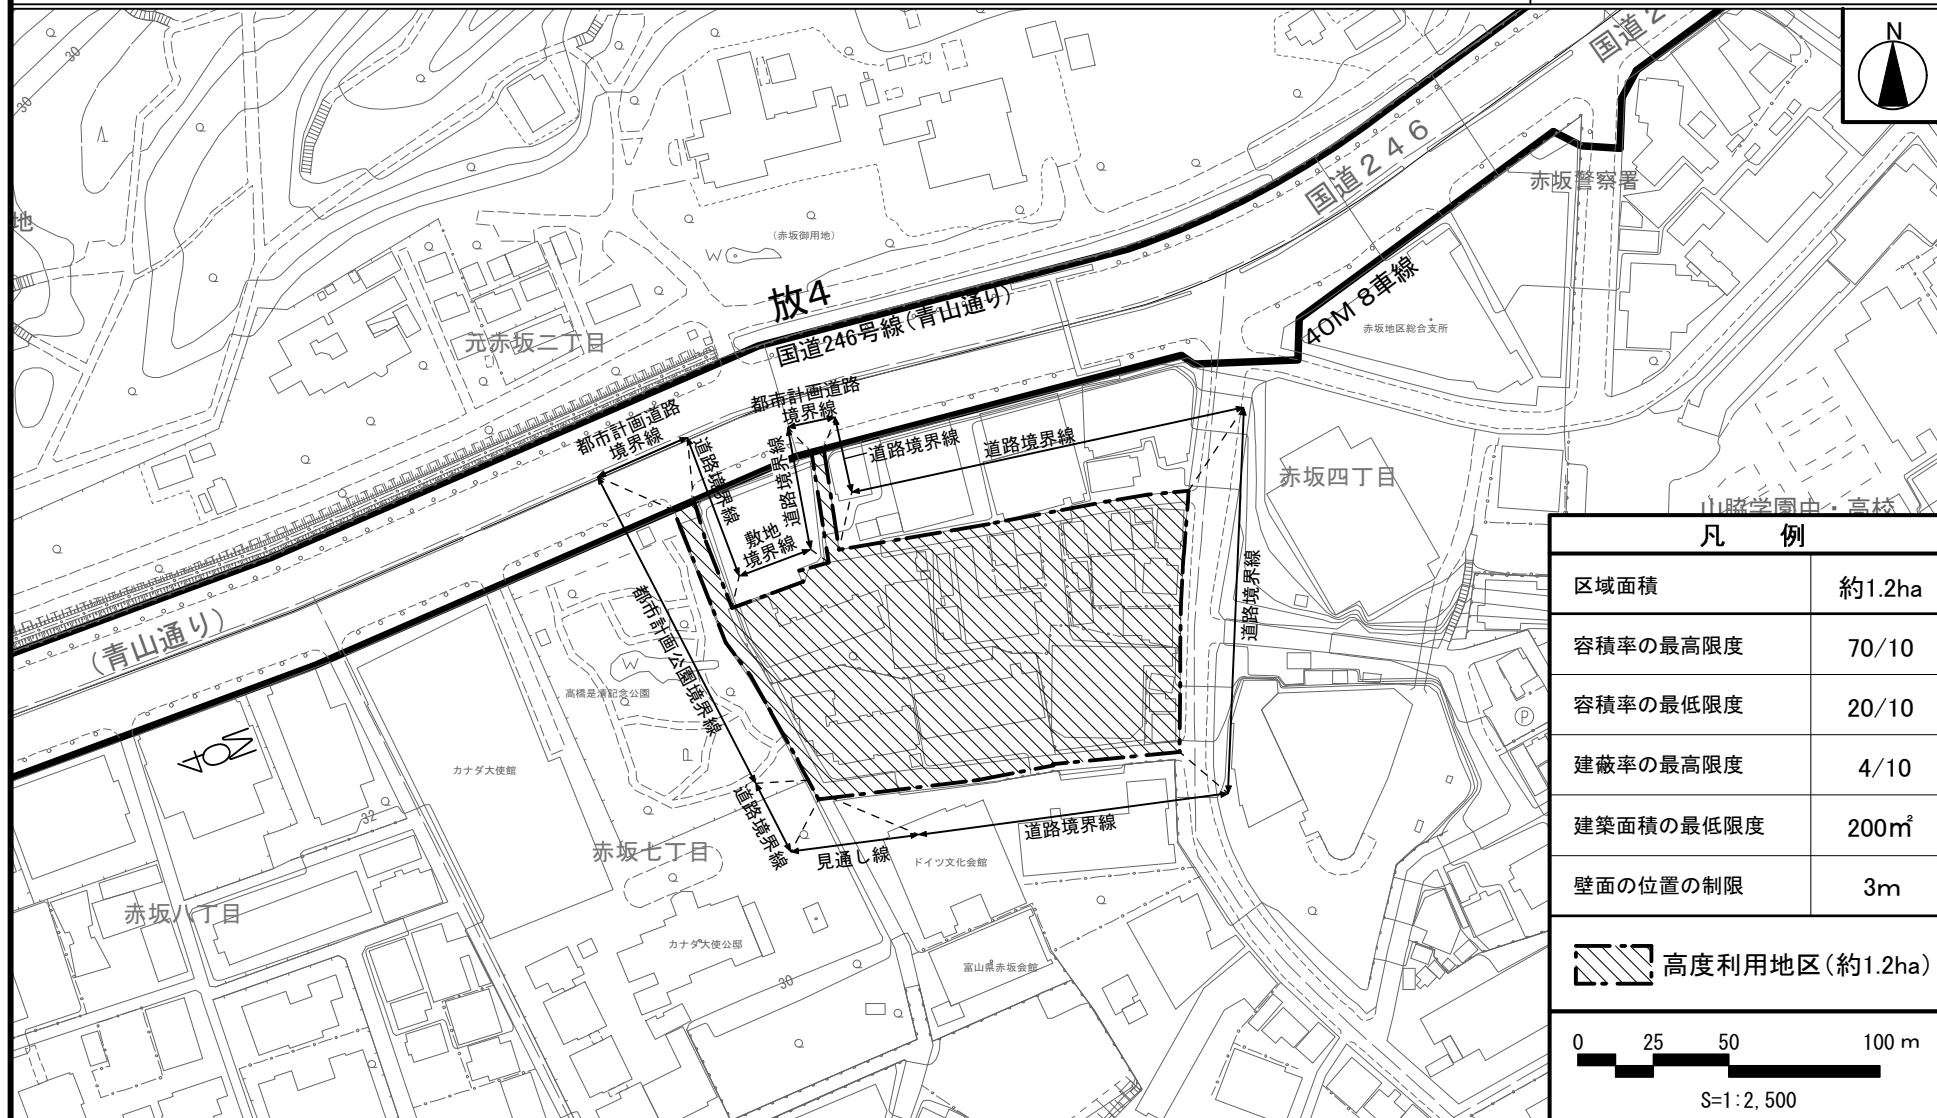 N
国道2
国道246
赤坂警察署
地
(赤坂御用地)
W
放4
国道246号線(青山通り)
40M 8車線
赤坂地区総合支所
元赤坂二丁目
都市計画道路
境界線
都市計画道路
境界線
道路境界線
道路境界線
道路境界線
道路境界線
敷地
境界線
赤坂四丁目
山脇学園中・高校
道路境界線
都市計画公園境界線
(青山通り)
W
高橋是清記念公園
40M
カナダ大使館
道路境界線
見通し線
道路境界線
赤坂七丁目
ドイツ文化会館
赤坂八丁目
カナダ大使公邸
富山県赤坂会館
30
30
32
30
P
凡 例
区域面積 約1.2ha
容積率の最高限度 70/10
容積率の最低限度 20/10
建蔽率の最高限度 4/10
建築面積の最低限度 200㎡
壁面の位置の制限 3m
高度利用地区(約1.2ha)
0 25 50 100 m
S=1:2,500